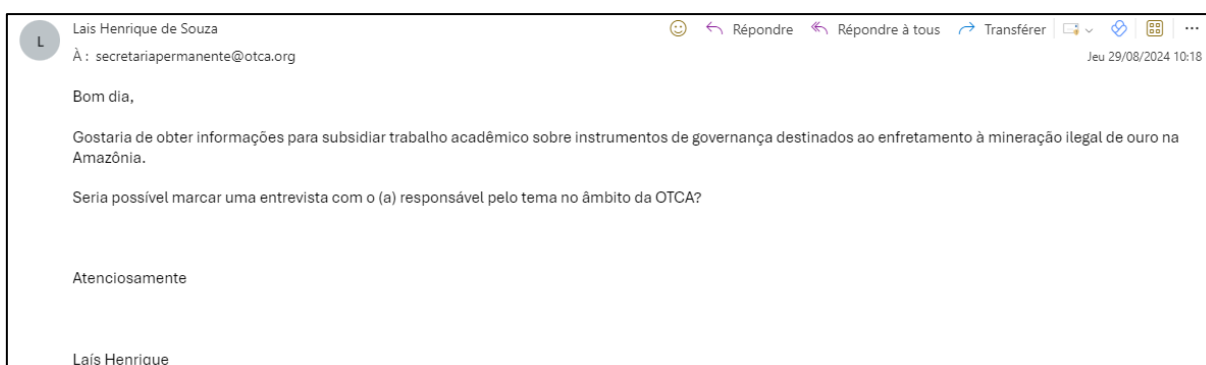 L
Lais Henrique de Souza
Répondre Répondre à tous Transférer
À : secretariapermanente@otca.org
Jeu 29/08/2024 10:18
Bom dia,
Gostaria de obter informações para subsidiar trabalho acadêmico sobre instrumentos de governança destinados ao enfretamento à mineração ilegal de ouro na
Amazônia.
Seria possível marcar uma entrevista com o (a) responsável pelo tema no âmbito da OTCA?
Atenciosamente
Laís Henrique